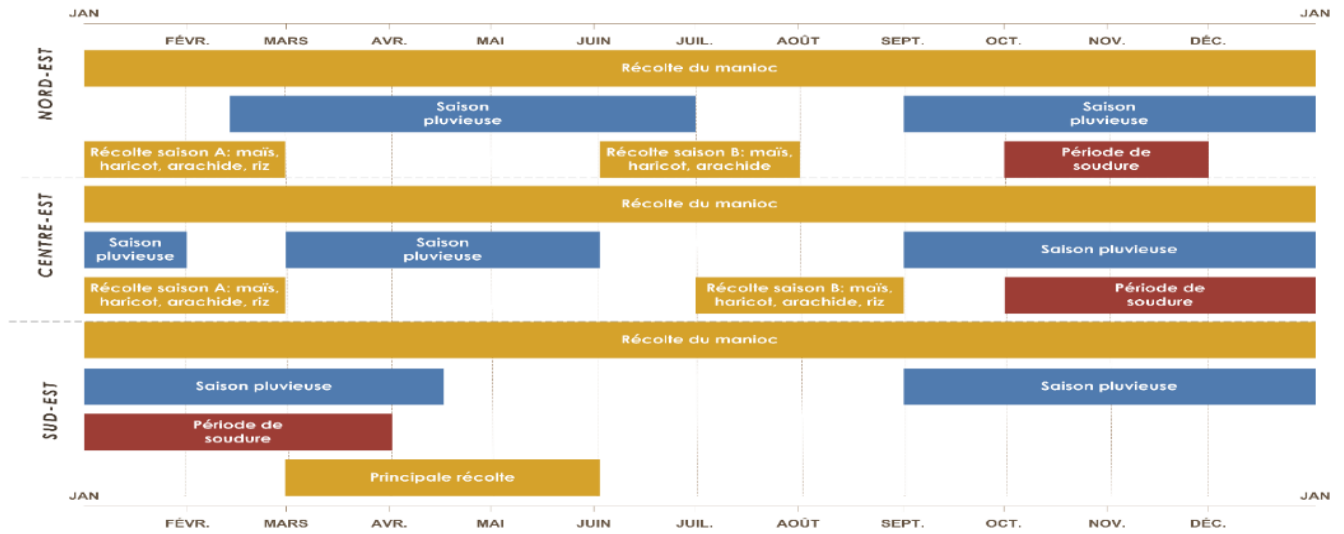 JAN JAN
FÉVR. MARS AVR. MAI JUIN JUIL. AOÛT SEPT. OCT. NOV. DÉC.
NORD-EST
Récolte du manioc
Saison
pluvieuse
Saison
pluvieuse
Récolte saison A: maïs,
haricot, arachide, riz
Récolte saison B: maïs,
haricot, arachide
Période de
soudure
CENTRE-EST
Récolte du manioc
Saison
pluvieuse
Saison
pluvieuse
Saison pluvieuse
Récolte saison A: maïs,
haricot, arachide, riz
Récolte saison B: maïs,
haricot, arachide, riz
Période de
soudure
SUD-EST
Récolte du manioc
Saison pluvieuse
Saison pluvieuse
Période de
soudure
Principale récolte
JAN JAN
FÉVR. MARS AVR. MAI JUIN JUIL. AOÛT SEPT. OCT. NOV. DÉC.